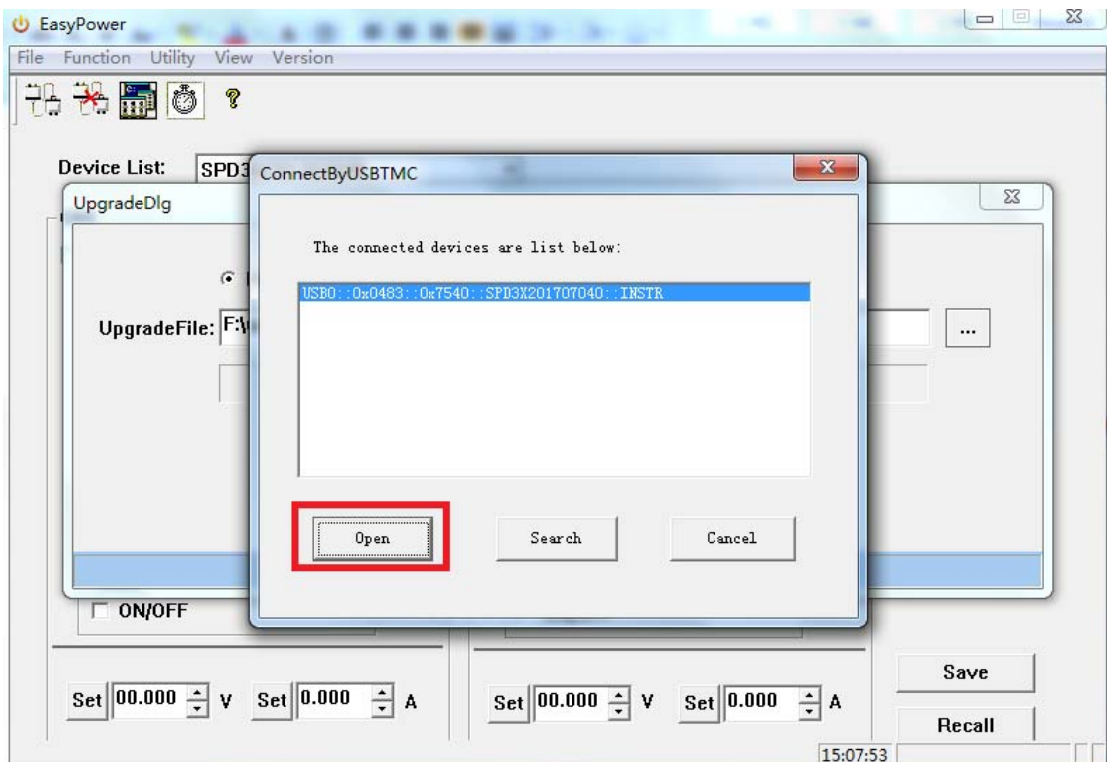 EasyPower
File Function Utility View Version
Device List: SPD3
ConnectByUSBTMC
UpgradeDlg
The connected devices are list below:
USB0::0x0483::0x7540::SPD3X201707040::INSTR
UpgradeFile: F:\
...
Open Search Cancel
ON/OFF
Set 00.000 V Set 0.000 A Set 00.000 V Set 0.000 A
Save
Recall
15:07:53